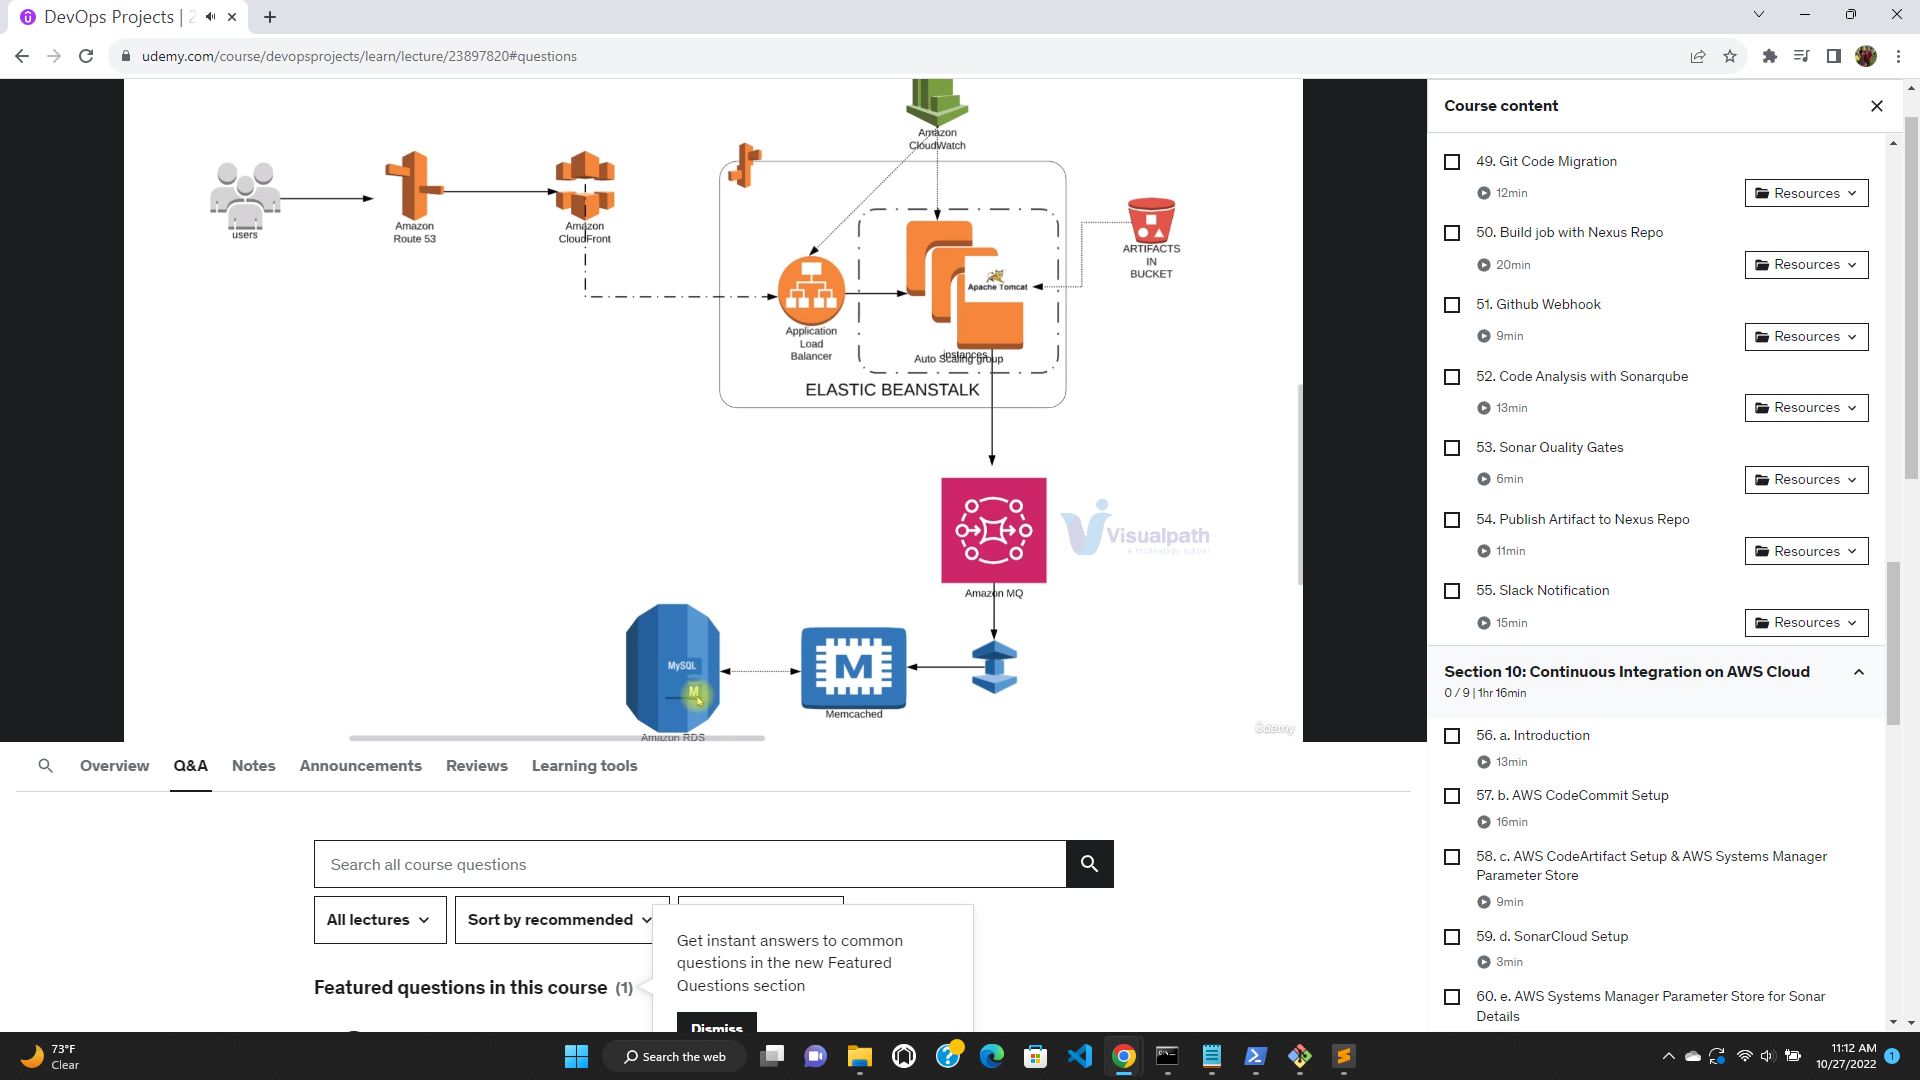 DevOps Projects | 2
udemy.com/course/devopsprojects/learn/lecture/23897820#questions
Amazon
CloudWatch
users
Amazon
Route 53
Amazon
CloudFront
Apache Tomcat
ARTIFACTS
IN
BUCKET
Application
Load
Balancer
instances
Auto Scaling group
ELASTIC BEANSTALK
Visualpath
A technology school
Amazon MQ
MySQL
M
M
Memcached
Amazon RDS
ûdemy
Course content
49. Git Code Migration
12min
Resources
50. Build job with Nexus Repo
20min
Resources
51. Github Webhook
9min
Resources
52. Code Analysis with Sonarqube
13min
Resources
53. Sonar Quality Gates
6min
Resources
54. Publish Artifact to Nexus Repo
11min
Resources
55. Slack Notification
15min
Resources
Section 10: Continuous Integration on AWS Cloud
0 / 9 | 1hr 16min
56. a. Introduction
13min
57. b. AWS CodeCommit Setup
16min
58. c. AWS CodeArtifact Setup & AWS Systems Manager
Parameter Store
9min
59. d. SonarCloud Setup
3min
60. e. AWS Systems Manager Parameter Store for Sonar
Details
Overview
Q&A
Notes
Announcements
Reviews
Learning tools
Search all course questions
All lectures
Sort by recommended
Get instant answers to common
questions in the new Featured
Questions section
Dismiss
Featured questions in this course (1)
73°F
Clear
Search the web
11:12 AM
10/27/2022
1